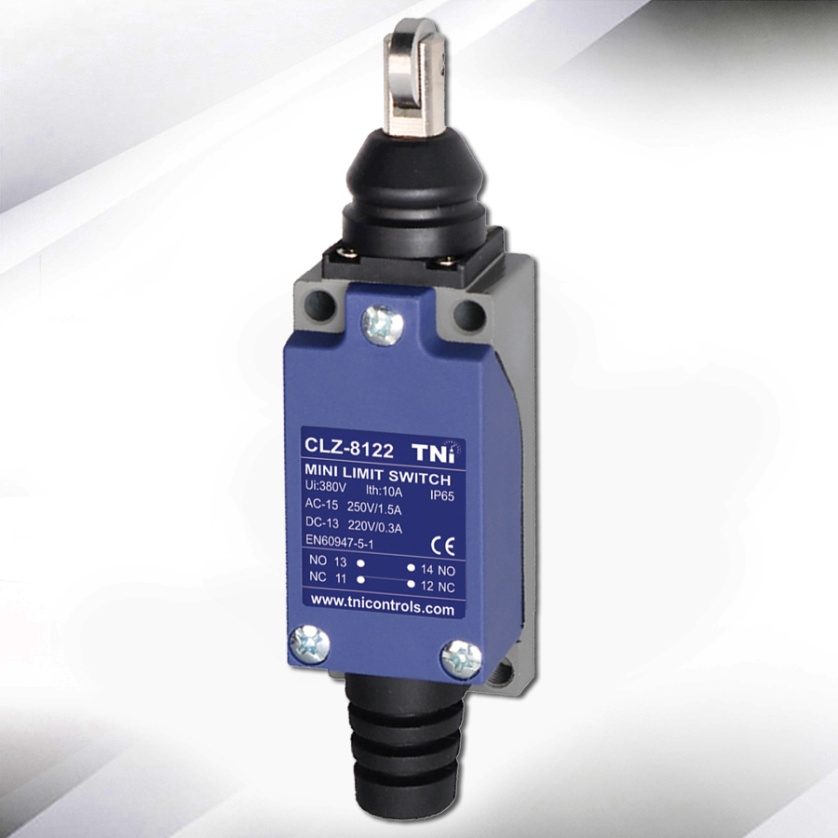 CLZ-8122 TNi
MINI LIMIT SWITCH
Ui:380V Ith:10A IP65
AC-15 250V/1.5A
DC-13 220V/0.3A
EN60947-5-1 CE
NO 13 14 NO
NC 11 12 NC
www.tnicontrols.com